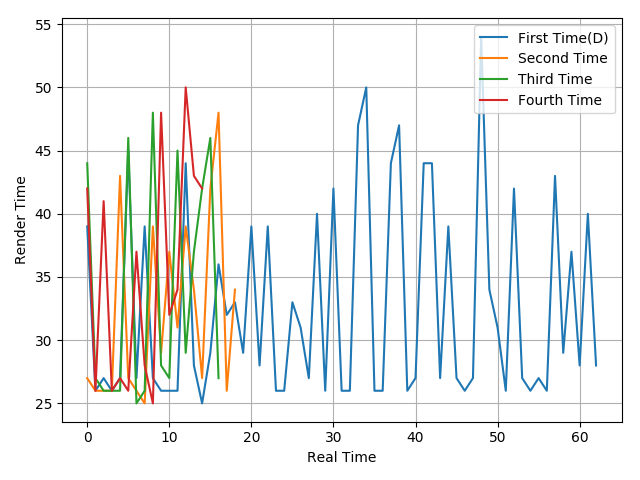 55
50
45
40
35
30
25
Render Time
0 10 20 30 40 50 60
Real Time
First Time(D)
Second Time
Third Time
Fourth Time